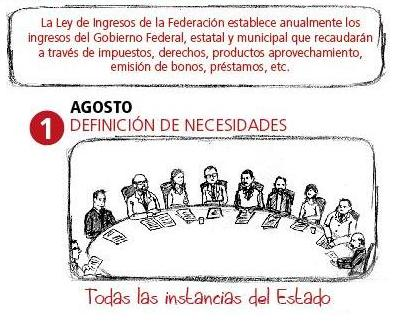 La Ley de Ingresos de la Federación establece anualmente los
ingresos del Gobierno Federal, estatal y municipal que recaudarán
a través de impuestos, derechos, productos aprovechamiento,
emisión de bonos, préstamos, etc.
AGOSTO
1 DEFINICIÓN DE NECESIDADES
Todas las instancias del Estado